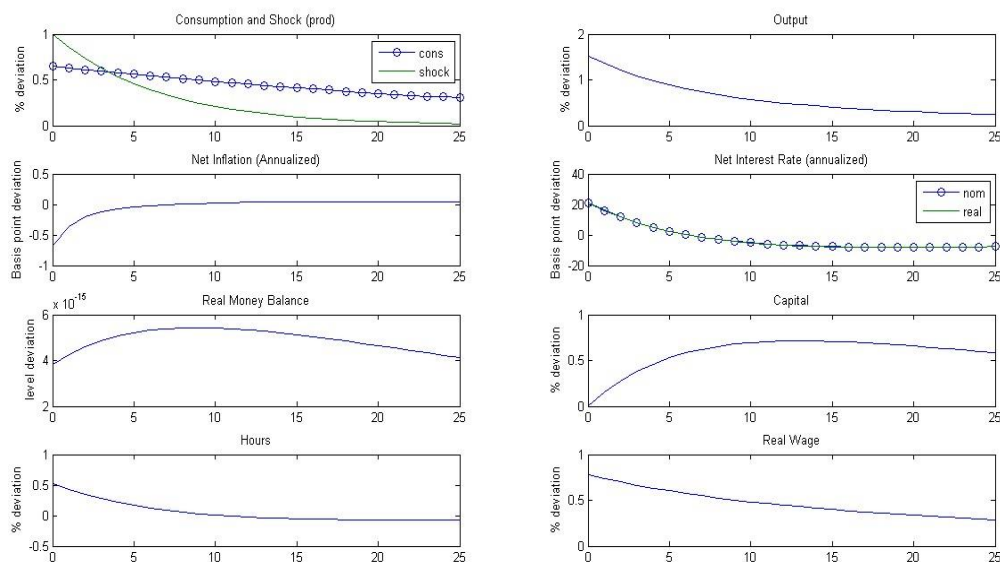 Consumption and Shock (prod)
% deviation
1
0.5
0
cons
shock
0 5 10 15 20 25
Output
% deviation
2
1
0
0 5 10 15 20 25
Net Inflation (Annualized)
Basis point deviation
0.5
0
-0.5
-1
0 5 10 15 20 25
Net Interest Rate (annualized)
Basis point deviation
40
20
0
-20
nom
real
0 5 10 15 20 25
x 10-15
Real Money Balance
level deviation
6
4
2
0 5 10 15 20 25
Capital
% deviation
1
0.5
0
0 5 10 15 20 25
Hours
% deviation
1
0.5
0
-0.5
0 5 10 15 20 25
Real Wage
% deviation
1
0.5
0
0 5 10 15 20 25